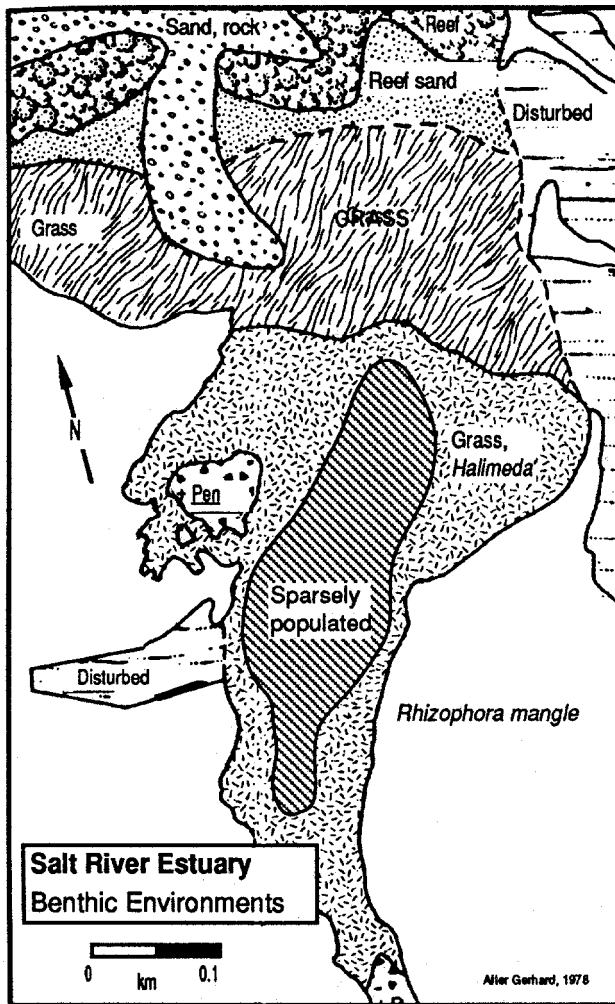 Sand, rock
Reef
Reef sand
Disturbed
Grass
GRASS
N
Grass,
Halimeda
Pen
Sparsely
populated
Disturbed
Rhizophora mangle
Salt River Estuary
Benthic Environments
0 km 0.1
After Gerhard, 1978